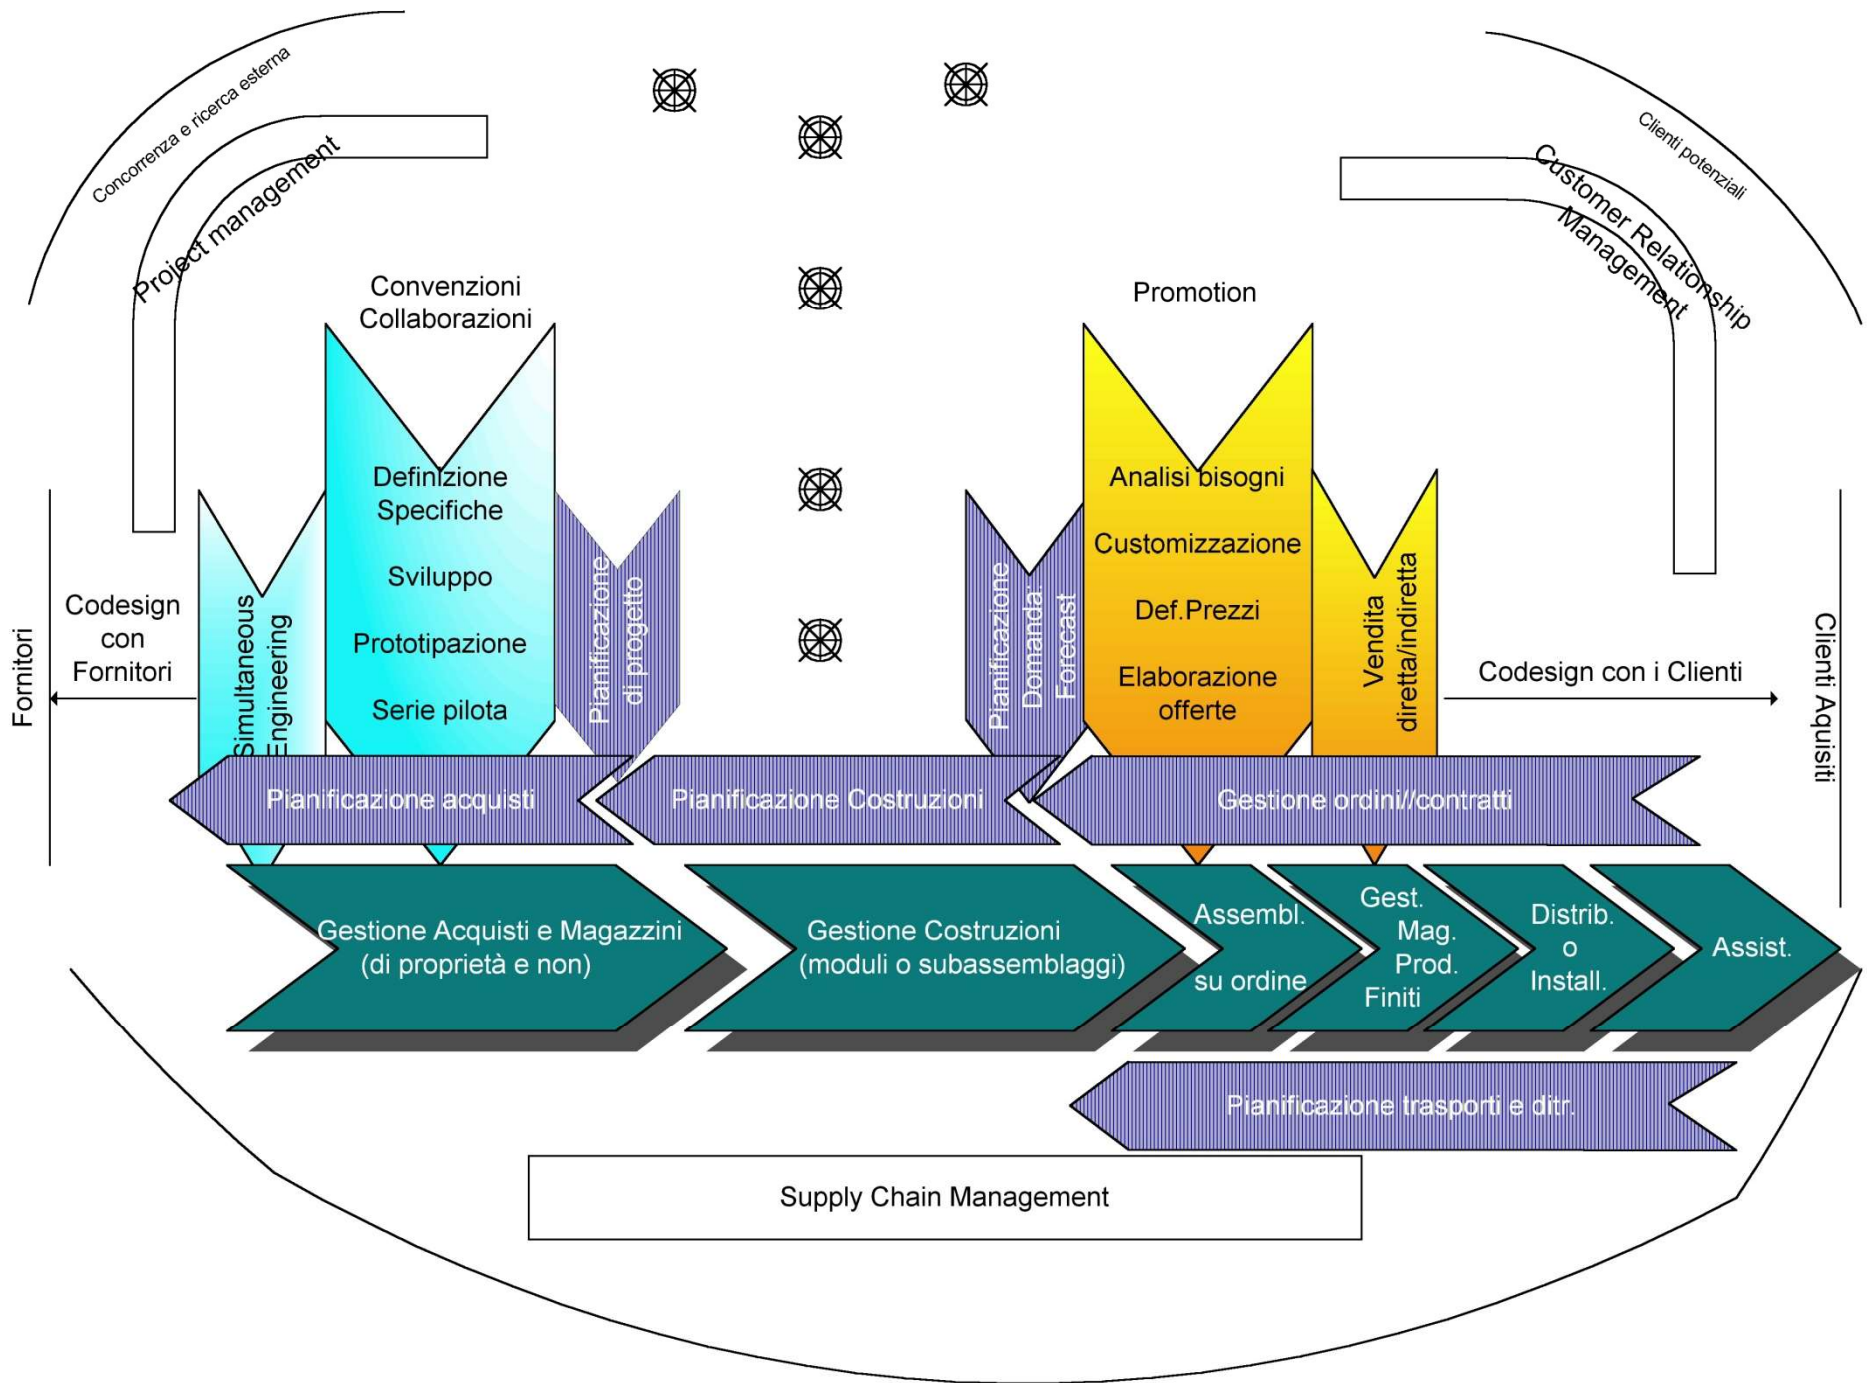 Concorrenza e ricerca esterna
Project management
Clienti potenziali
Customer Relationship
Management
Convenzioni
Collaborazioni
Promotion
Definizione
Specifiche
Sviluppo
Prototipazione
Serie pilota
Simultaneous
Engineering
Pianificazione
di progetto
Pianificazione
Domanda:
Forecast
Analisi bisogni
Customizzazione
Def.Prezzi
Elaborazione
offerte
Vendita
diretta/indiretta
Fornitori
Codesign
con
Fornitori
Codesign con i Clienti
Clienti Aquisiti
Pianificazione acquisti
Pianificazione Costruzioni
Gestione ordini//contratti
Gestione Acquisti e Magazzini
(di proprietà e non)
Gestione Costruzioni
(moduli o subassemblaggi)
Assembl.
su ordine
Gest.
Mag.
Prod.
Finiti
Distrib.
o
Install.
Assist.
Pianificazione trasporti e ditr.
Supply Chain Management